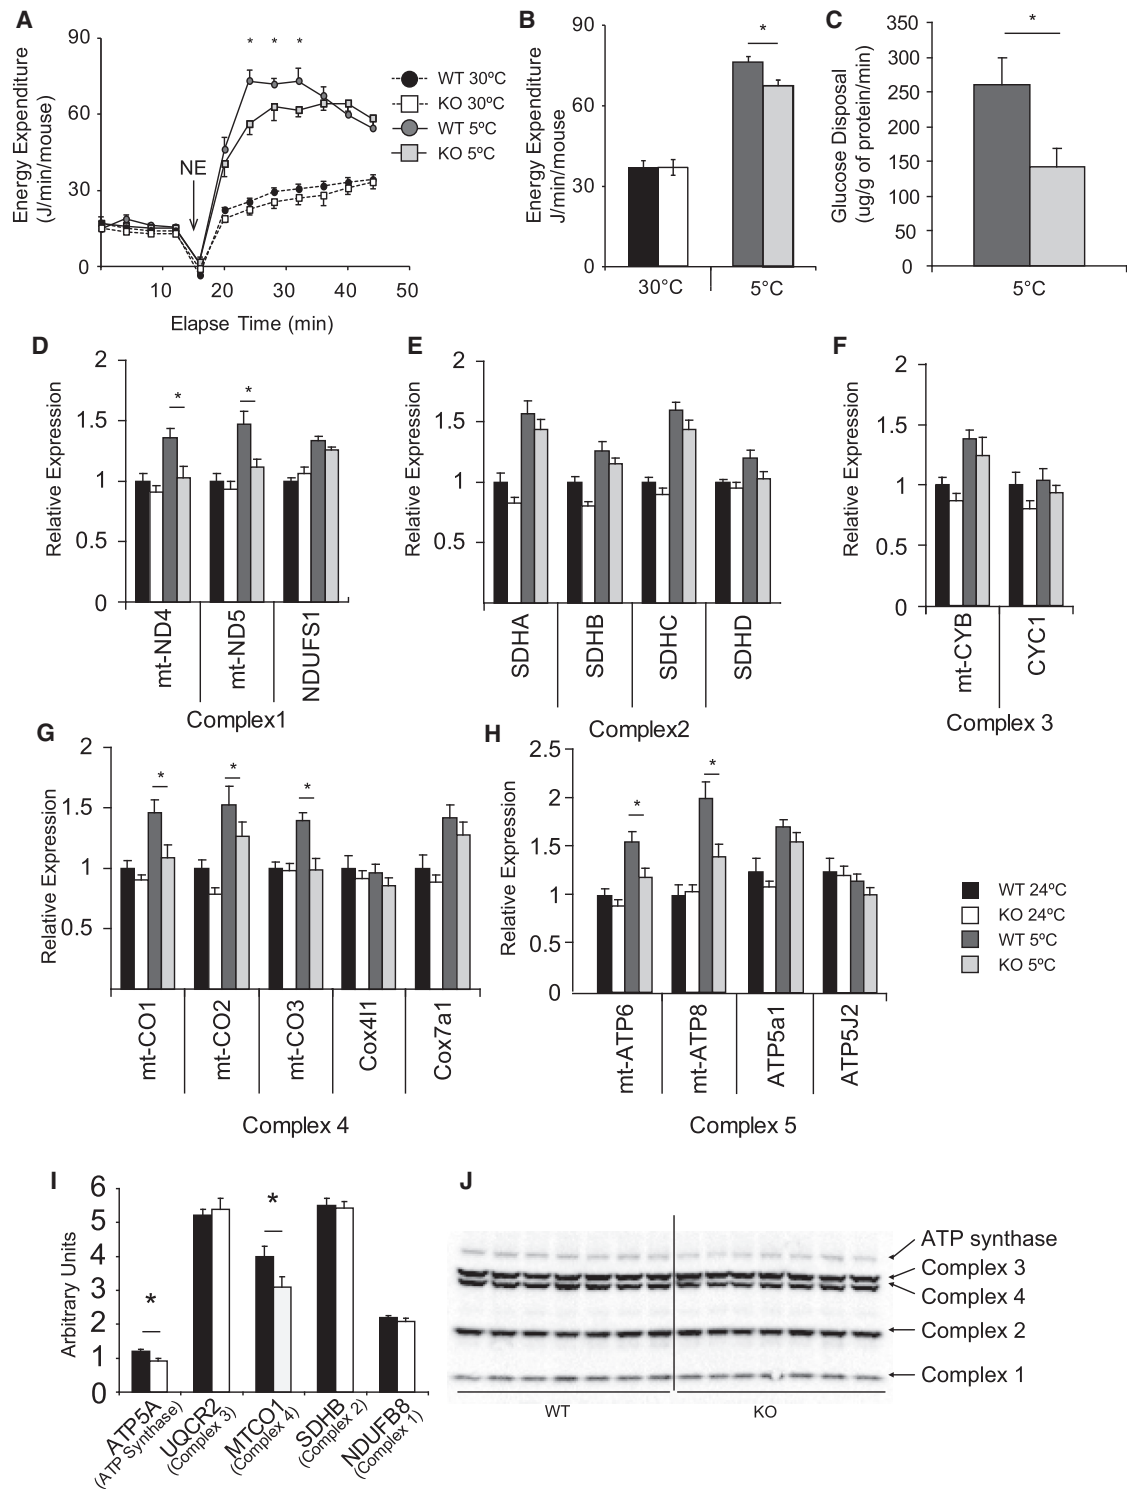 A
Energy Expenditure
(J/min/mouse)
90
60
30
0
* * *
NE
10 20 30 40 50
Elapse Time (min)
WT 30ºC
KO 30ºC
WT 5ºC
KO 5ºC
B
Energy Expenditure
J/min/mouse
90
60
30
0
*
30°C 5°C
C
Glucose Disposal
(ug/g of protein/min)
350
300
250
200
150
100
50
0
*
5°C
D
Relative Expression
2
1.5
1
0.5
0
* *
mt-ND4
mt-ND5
NDUFS1
Complex1
E
Relative Expression
2
1.5
1
0.5
SDHA
SDHB
SDHC
SDHD
Complex2
F
Relative Expression
2
1.5
1
0.5
0
mt-CYB
CYC1
Complex 3
G
Relative Expression
2
1.5
1
0.5
* * *
mt-CO1
mt-CO2
mt-CO3
Cox4l1
Cox7a1
Complex 4
H
Relative Expression
2.5
2
1.5
1
0.5
0
* *
mt-ATP6
mt-ATP8
ATP5a1
ATP5J2
Complex 5
WT 24ºC
KO 24ºC
WT 5ºC
KO 5ºC
I
Arbitrary Units
6
5
4
3
2
1
0
* *
ATP5A
(ATP Synthase)
UQCR2
(Complex 3)
MTCO1
(Complex 4)
SDHB
(Complex 2)
NDUFB8
(Complex 1)
J
ATP synthase
Complex 3
Complex 4
Complex 2
Complex 1
WT KO